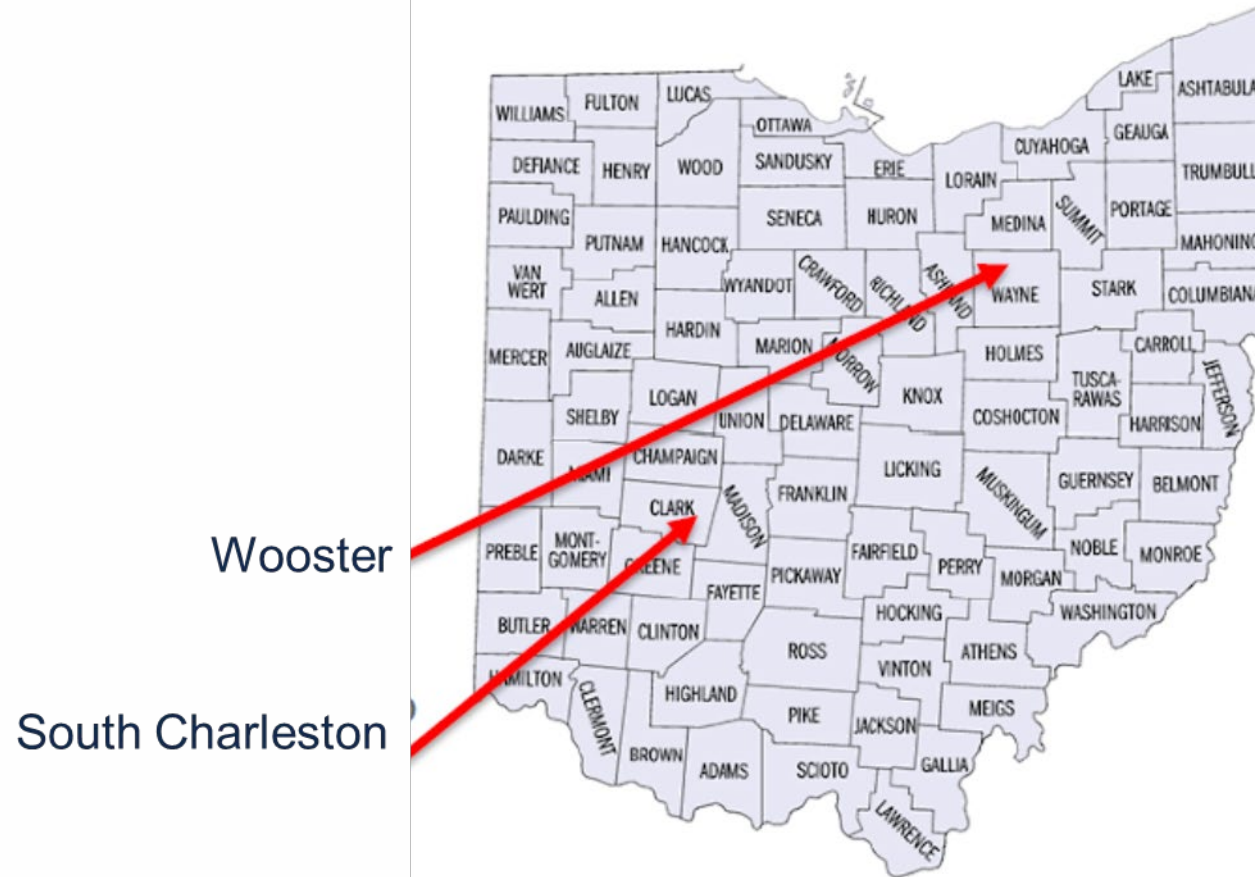 Wooster
South Charleston
LAKE
ASHTABULA
WILLIAMS
FULTON
LUCAS
OTTAWA
CUYAHOGA
GEAUGA
DEFIANCE
HENRY
WOOD
SANDUSKY
ERIE
LORAIN
TRUMBULL
PAULDING
SENECA
HURON
MEDINA
SUMMIT
PORTAGE
PUTNAM
HANCOCK
MAHONING
VAN
WERT
ALLEN
WYANDOT
CRAWFORD
RICHLAND
ASHLAND
WAYNE
STARK
COLUMBIANA
HARDIN
MERCER
AUGLAIZE
MARION
MORROW
HOLMES
CARROLL
JEFFERSON
LOGAN
KNOX
TUSCA-
RAWAS
SHELBY
UNION
DELAWARE
COSHOCTON
HARRISON
DARKE
MIAMI
CHAMPAIGN
LICKING
MUSKINGUM
GUERNSEY
BELMONT
CLARK
MADISON
FRANKLIN
PREBLE
MONT-
GOMERY
GREENE
FAIRFIELD
PERRY
NOBLE
MONROE
FAYETTE
PICKAWAY
MORGAN
BUTLER
WARREN
CLINTON
HOCKING
WASHINGTON
ROSS
ATHENS
VINTON
HAMILTON
CLERMONT
HIGHLAND
PIKE
JACKSON
MEIGS
BROWN
ADAMS
SCIOTO
GALLIA
LAWRENCE